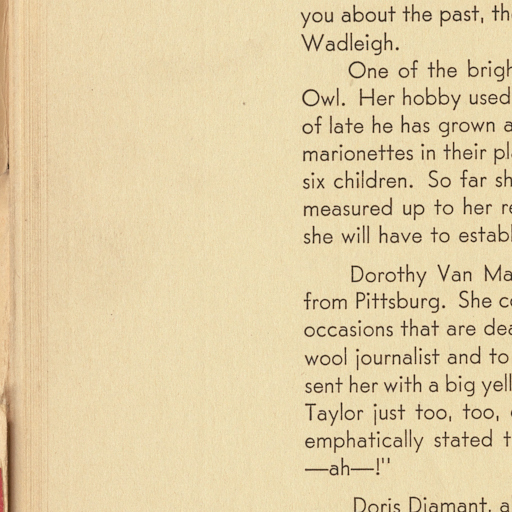 you about the past, th
Wadleigh.
One of the brigh
Owl. Her hobby used
of late he has grown a
marionettes in their pl
six children. So far sh
measured up to her re
she will have to establ
Dorothy Van Ma
from Pittsburg. She co
occasions that are dea
wool journalist and to
sent her with a big yell
Taylor just too, too,
emphatically stated t
—ah—!"
Doris Diamant, a